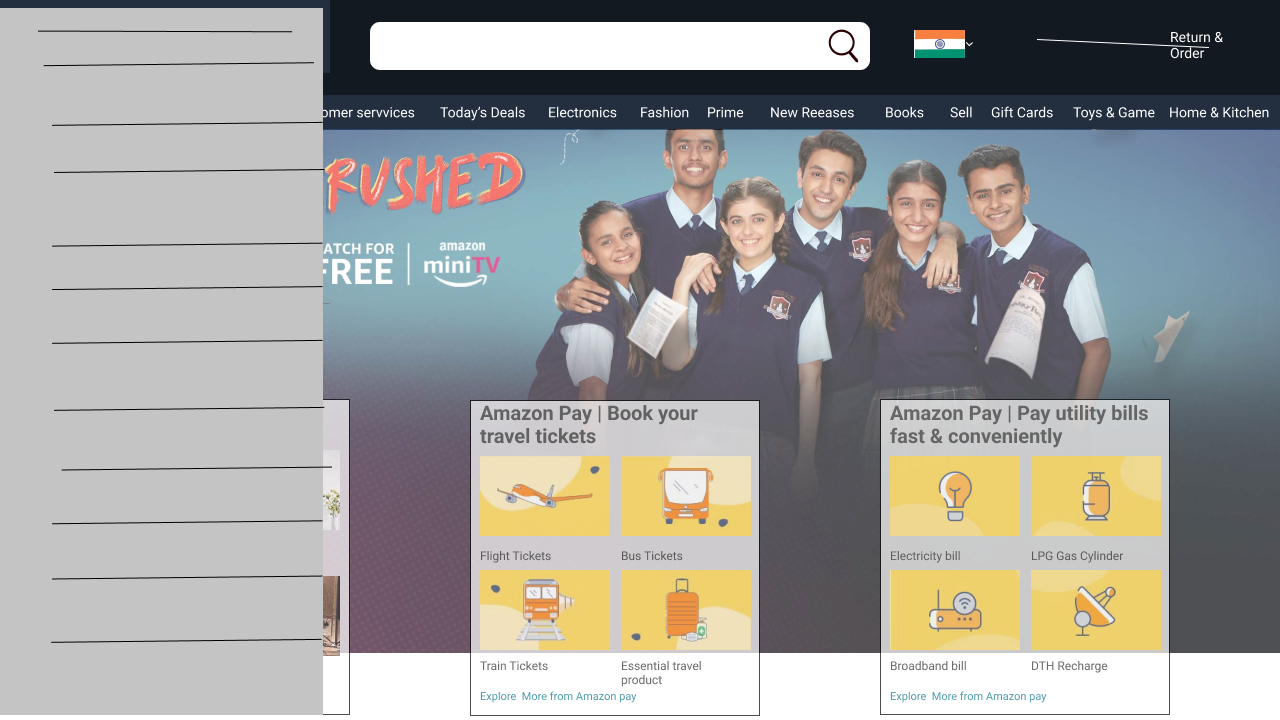 Return &
Order
omer servvices Today's Deals Electronics Fashion Prime New Reeases Books Sell Gift Cards Toys & Game Home & Kitchen
RUSHED
ATCH FOR
FREE
amazon
miniTV
Amazon Pay | Book your
travel tickets
Flight Tickets Bus Tickets
Train Tickets Essential travel
product
Explore More from Amazon pay
Amazon Pay | Pay utility bills
fast & conveniently
Electricity bill LPG Gas Cylinder
Broadband bill DTH Recharge
Explore More from Amazon pay